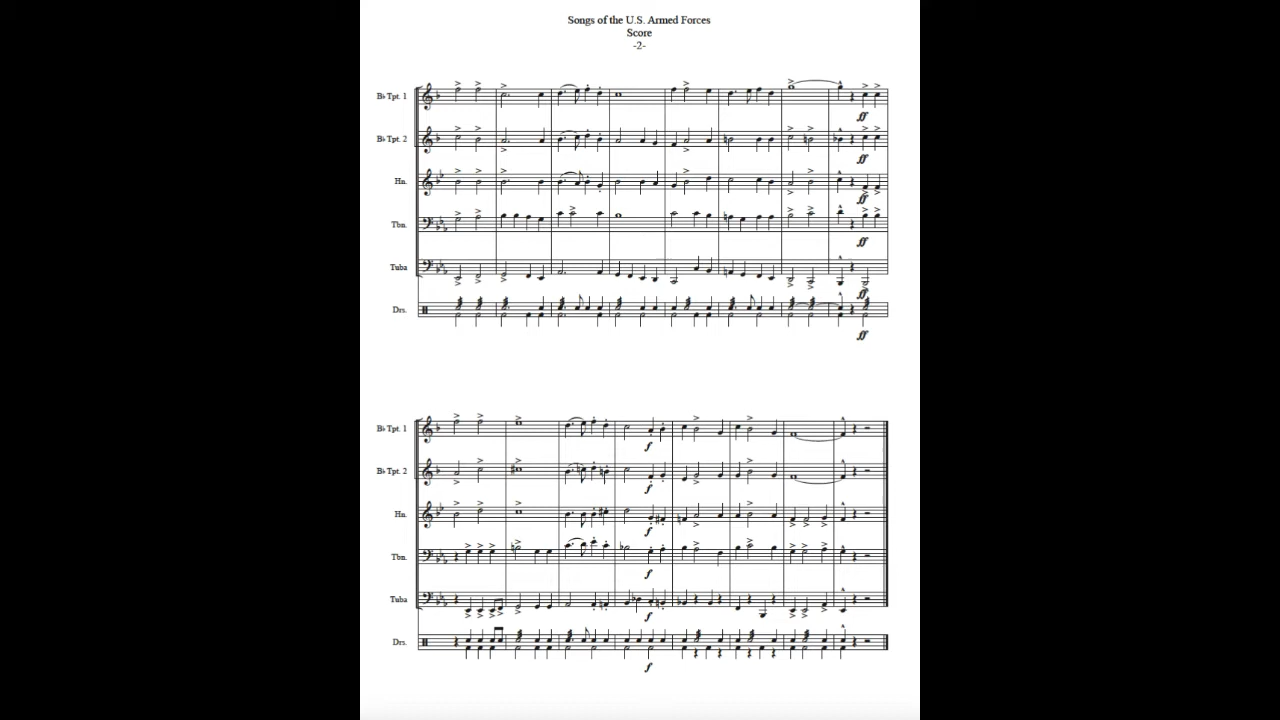 Songs of the U.S. Armed Forces
Score
-2-
B♭ Tpt. 1
ff
B♭ Tpt. 2
ff
Hn.
ff
Tbn.
ff
Tuba
ff
Drs.
ff
B♭ Tpt. 1
f
B♭ Tpt. 2
f
Hn.
f
Tbn.
f
Tuba
f
Drs.
f